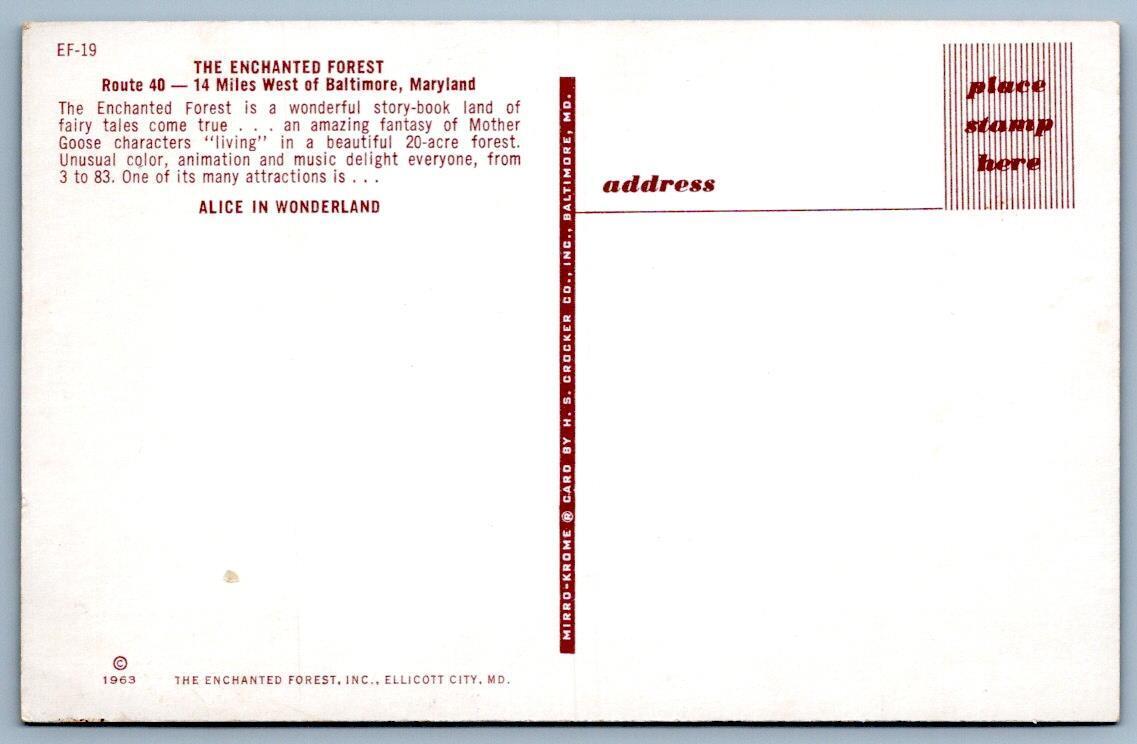 EF-19
THE ENCHANTED FOREST
Route 40 — 14 Miles West of Baltimore, Maryland
The Enchanted Forest is a wonderful story-book land of
fairy tales come true . . . an amazing fantasy of Mother
Goose characters “living” in a beautiful 20-acre forest.
Unusual color, animation and music delight everyone, from
3 to 83. One of its many attractions is . . .
ALICE IN WONDERLAND
©
1963 THE ENCHANTED FOREST, INC., ELLICOTT CITY, MD.
MIRRO-KROME ® CARD BY H. S. CROCKER CO., INC., BALTIMORE, MD.
place
stamp
here
address